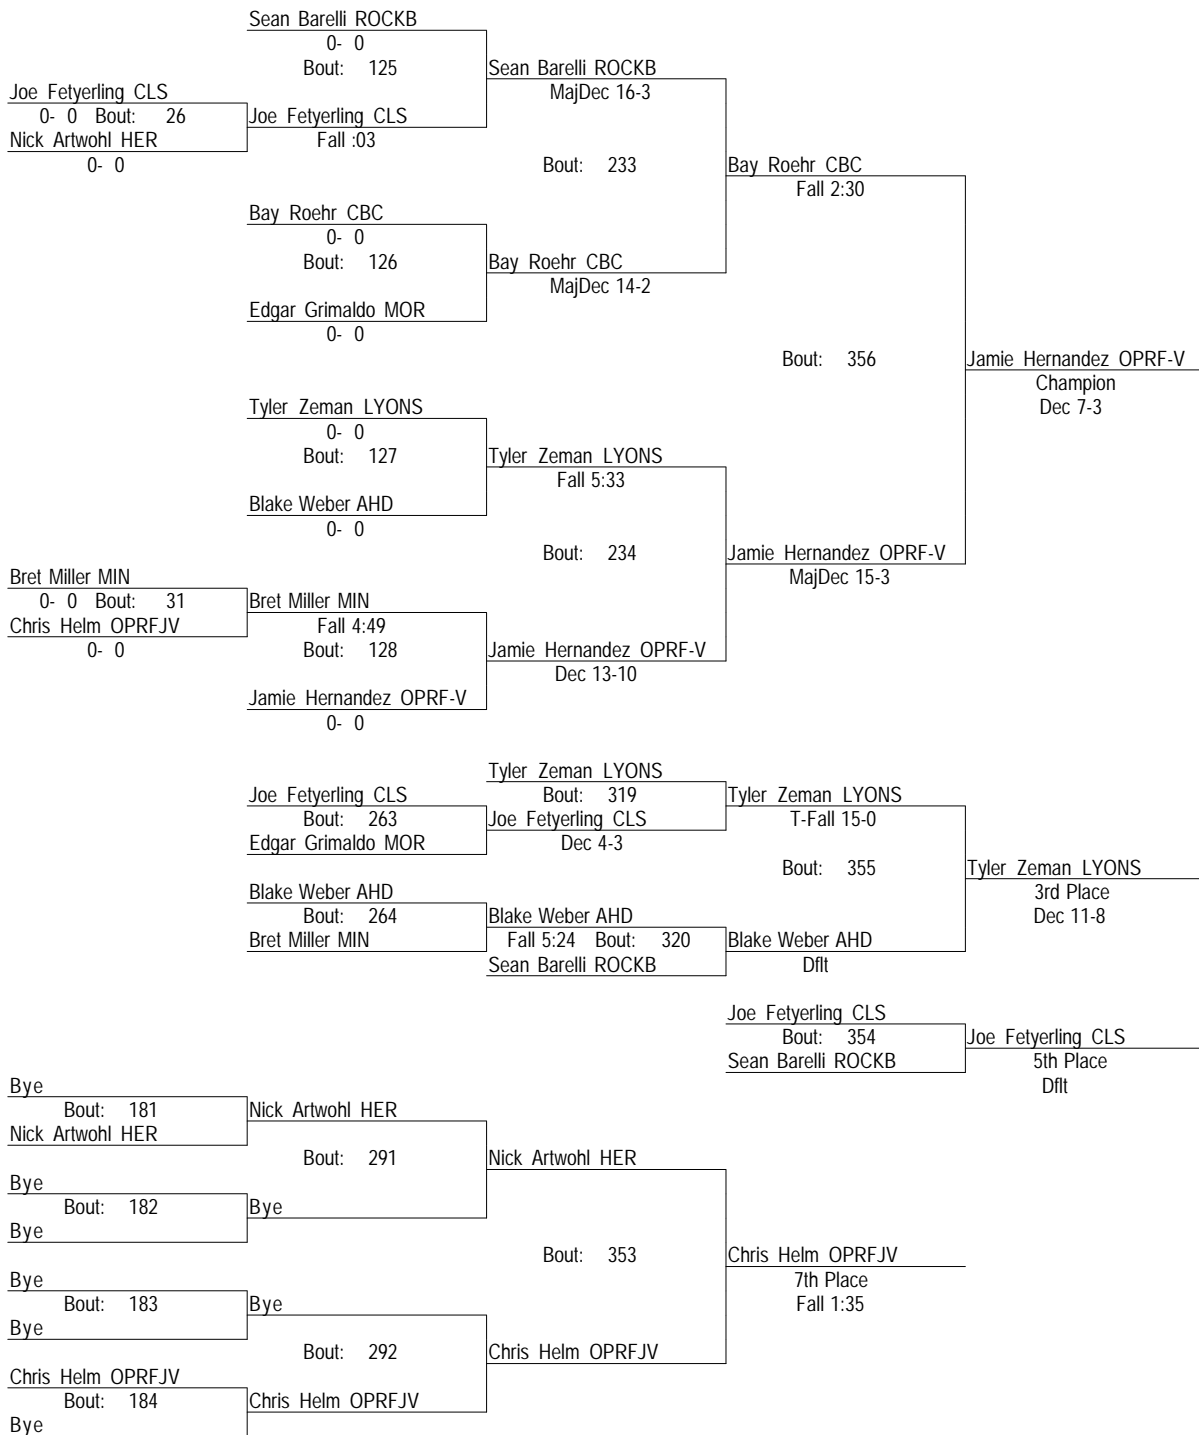 Sean Barelli ROCKB
0- 0
Bout: 125
Sean Barelli ROCKB
MajDec 16-3
Joe Fetyerling CLS
0- 0 Bout: 26
Joe Fetyerling CLS
Nick Artwohl HER
Fall :03
0- 0
Bout: 233
Bay Roehr CBC
Fall 2:30
Bay Roehr CBC
0- 0
Bout: 126
Bay Roehr CBC
MajDec 14-2
Edgar Grimaldo MOR
0- 0
Bout: 356
Jamie Hernandez OPRF-V
Champion
Dec 7-3
Tyler Zeman LYONS
0- 0
Bout: 127
Tyler Zeman LYONS
Fall 5:33
Blake Weber AHD
0- 0
Bout: 234
Jamie Hernandez OPRF-V
MajDec 15-3
Bret Miller MIN
0- 0 Bout: 31
Bret Miller MIN
Chris Helm OPRFJV
Fall 4:49
0- 0
Bout: 128
Jamie Hernandez OPRF-V
Dec 13-10
Jamie Hernandez OPRF-V
0- 0
Tyler Zeman LYONS
Joe Fetyerling CLS
Bout: 319
Tyler Zeman LYONS
Bout: 263
Joe Fetyerling CLS
T-Fall 15-0
Edgar Grimaldo MOR
Dec 4-3
Bout: 355
Tyler Zeman LYONS
3rd Place
Dec 11-8
Blake Weber AHD
Bout: 264
Blake Weber AHD
Bret Miller MIN
Fall 5:24 Bout: 320
Blake Weber AHD
Sean Barelli ROCKB
Dflt
Joe Fetyerling CLS
Bout: 354
Joe Fetyerling CLS
Sean Barelli ROCKB
5th Place
Dflt
Bye
Bout: 181
Nick Artwohl HER
Nick Artwohl HER
Bout: 291
Nick Artwohl HER
Bye
Bout: 182
Bye
Bye
Bout: 353
Chris Helm OPRFJV
7th Place
Fall 1:35
Bye
Bout: 183
Bye
Bye
Bout: 292
Chris Helm OPRFJV
Chris Helm OPRFJV
Bout: 184
Chris Helm OPRFJV
Bye